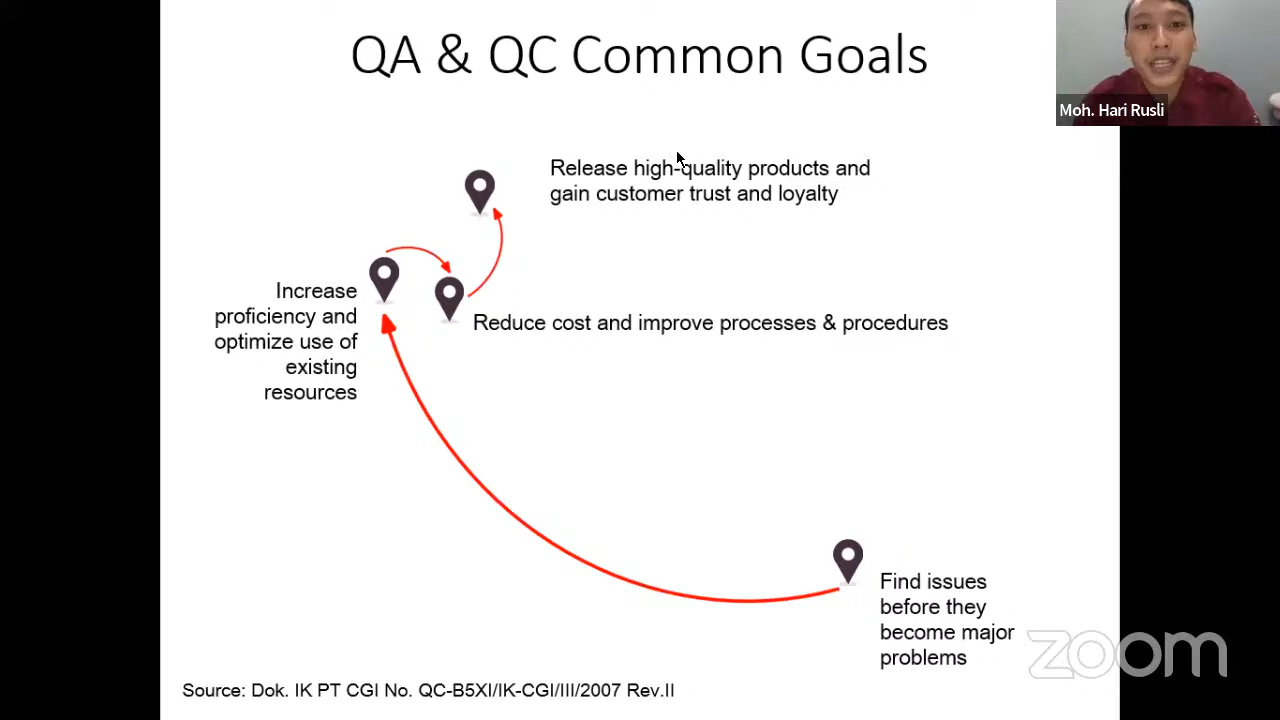 QA & QC Common Goals
Moh. Hari Rusli
Release high-quality products and
gain customer trust and loyalty
Increase
proficiency and
optimize use of
existing
resources
Reduce cost and improve processes & procedures
Find issues
before they
become major
problems
zoom
Source: Dok. IK PT CGI No. QC-B5XI/IK-CGI/III/2007 Rev.II